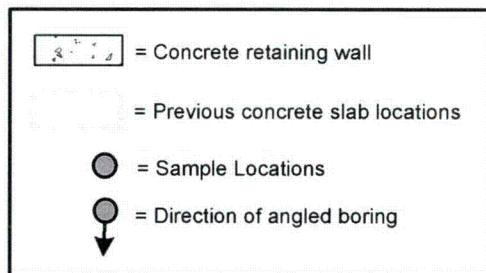 = Concrete retaining wall
= Previous concrete slab locations
= Sample Locations
= Direction of angled boring